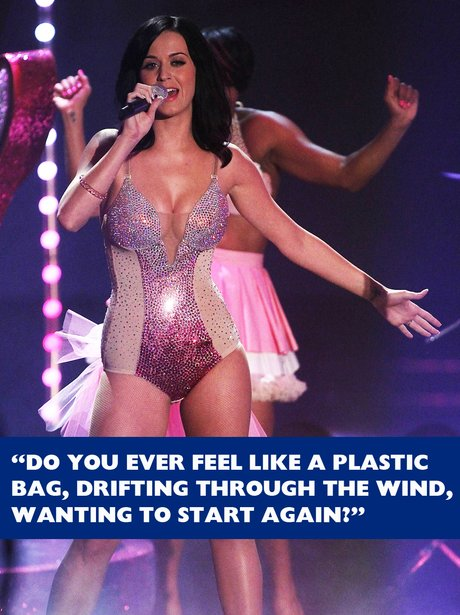 “DO YOU EVER FEEL LIKE A PLASTIC
BAG, DRIFTING THROUGH THE WIND,
WANTING TO START AGAIN?”